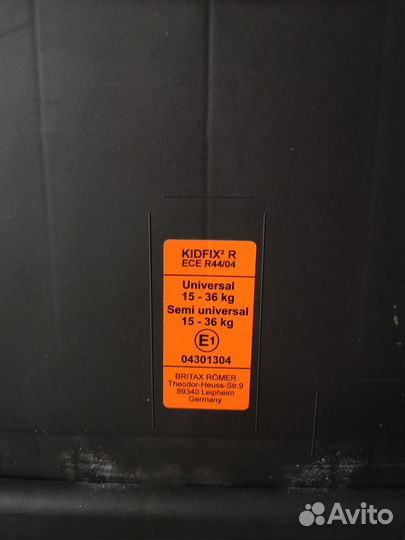 KIDFIX² R
ECE R44/04
Universal
15 - 36 kg
Semi universal
15 - 36 kg
E1
04301304
BRITAX RÖMER
Theodor-Heuss-Str.9
89340 Leipheim
Germany
Avito